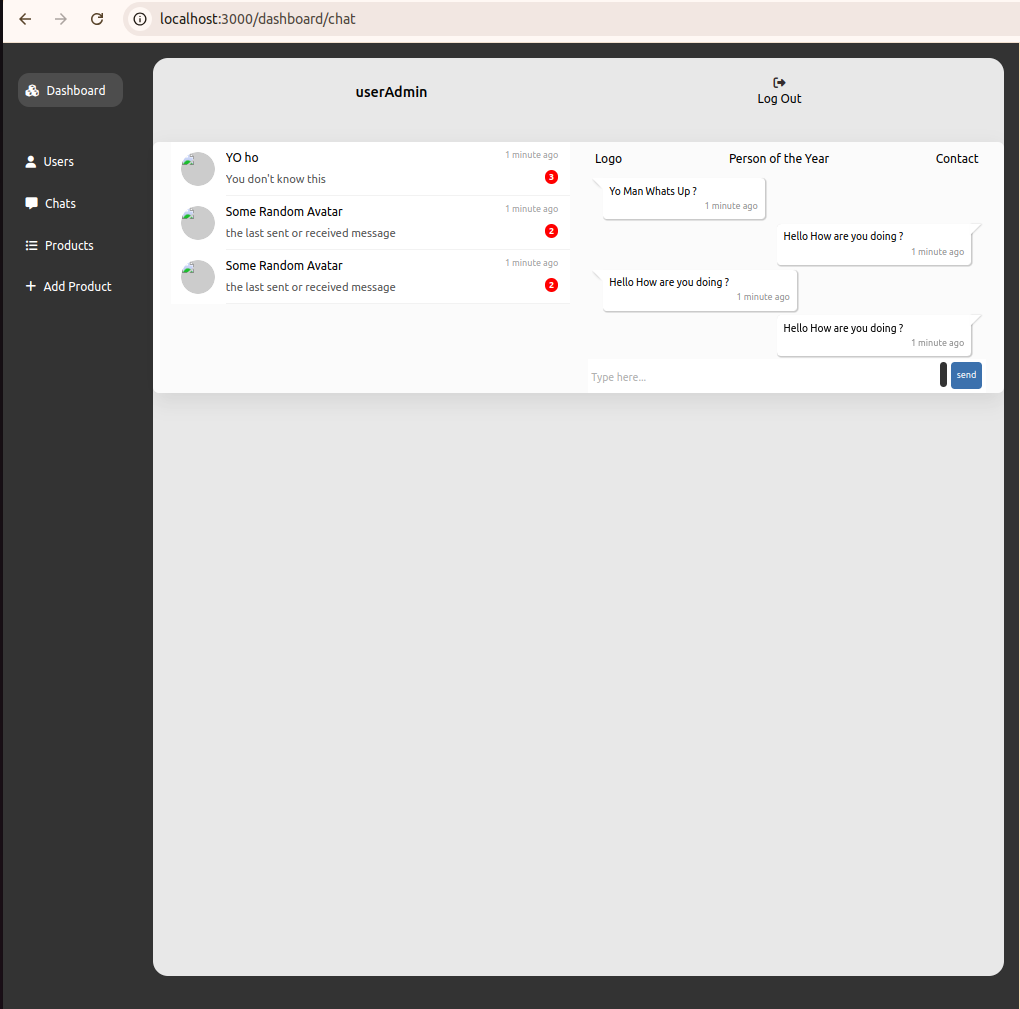 localhost:3000/dashboard/chat
Dashboard
Users
Chats
Products
Add Product
userAdmin
Log Out
YO ho
1 minute ago
You don't know this
3
Some Random Avatar
1 minute ago
the last sent or received message
2
Some Random Avatar
1 minute ago
the last sent or received message
2
Logo Person of the Year Contact
Yo Man Whats Up ?
1 minute ago
Hello How are you doing ?
1 minute ago
Hello How are you doing ?
1 minute ago
Hello How are you doing ?
1 minute ago
Type here...
send